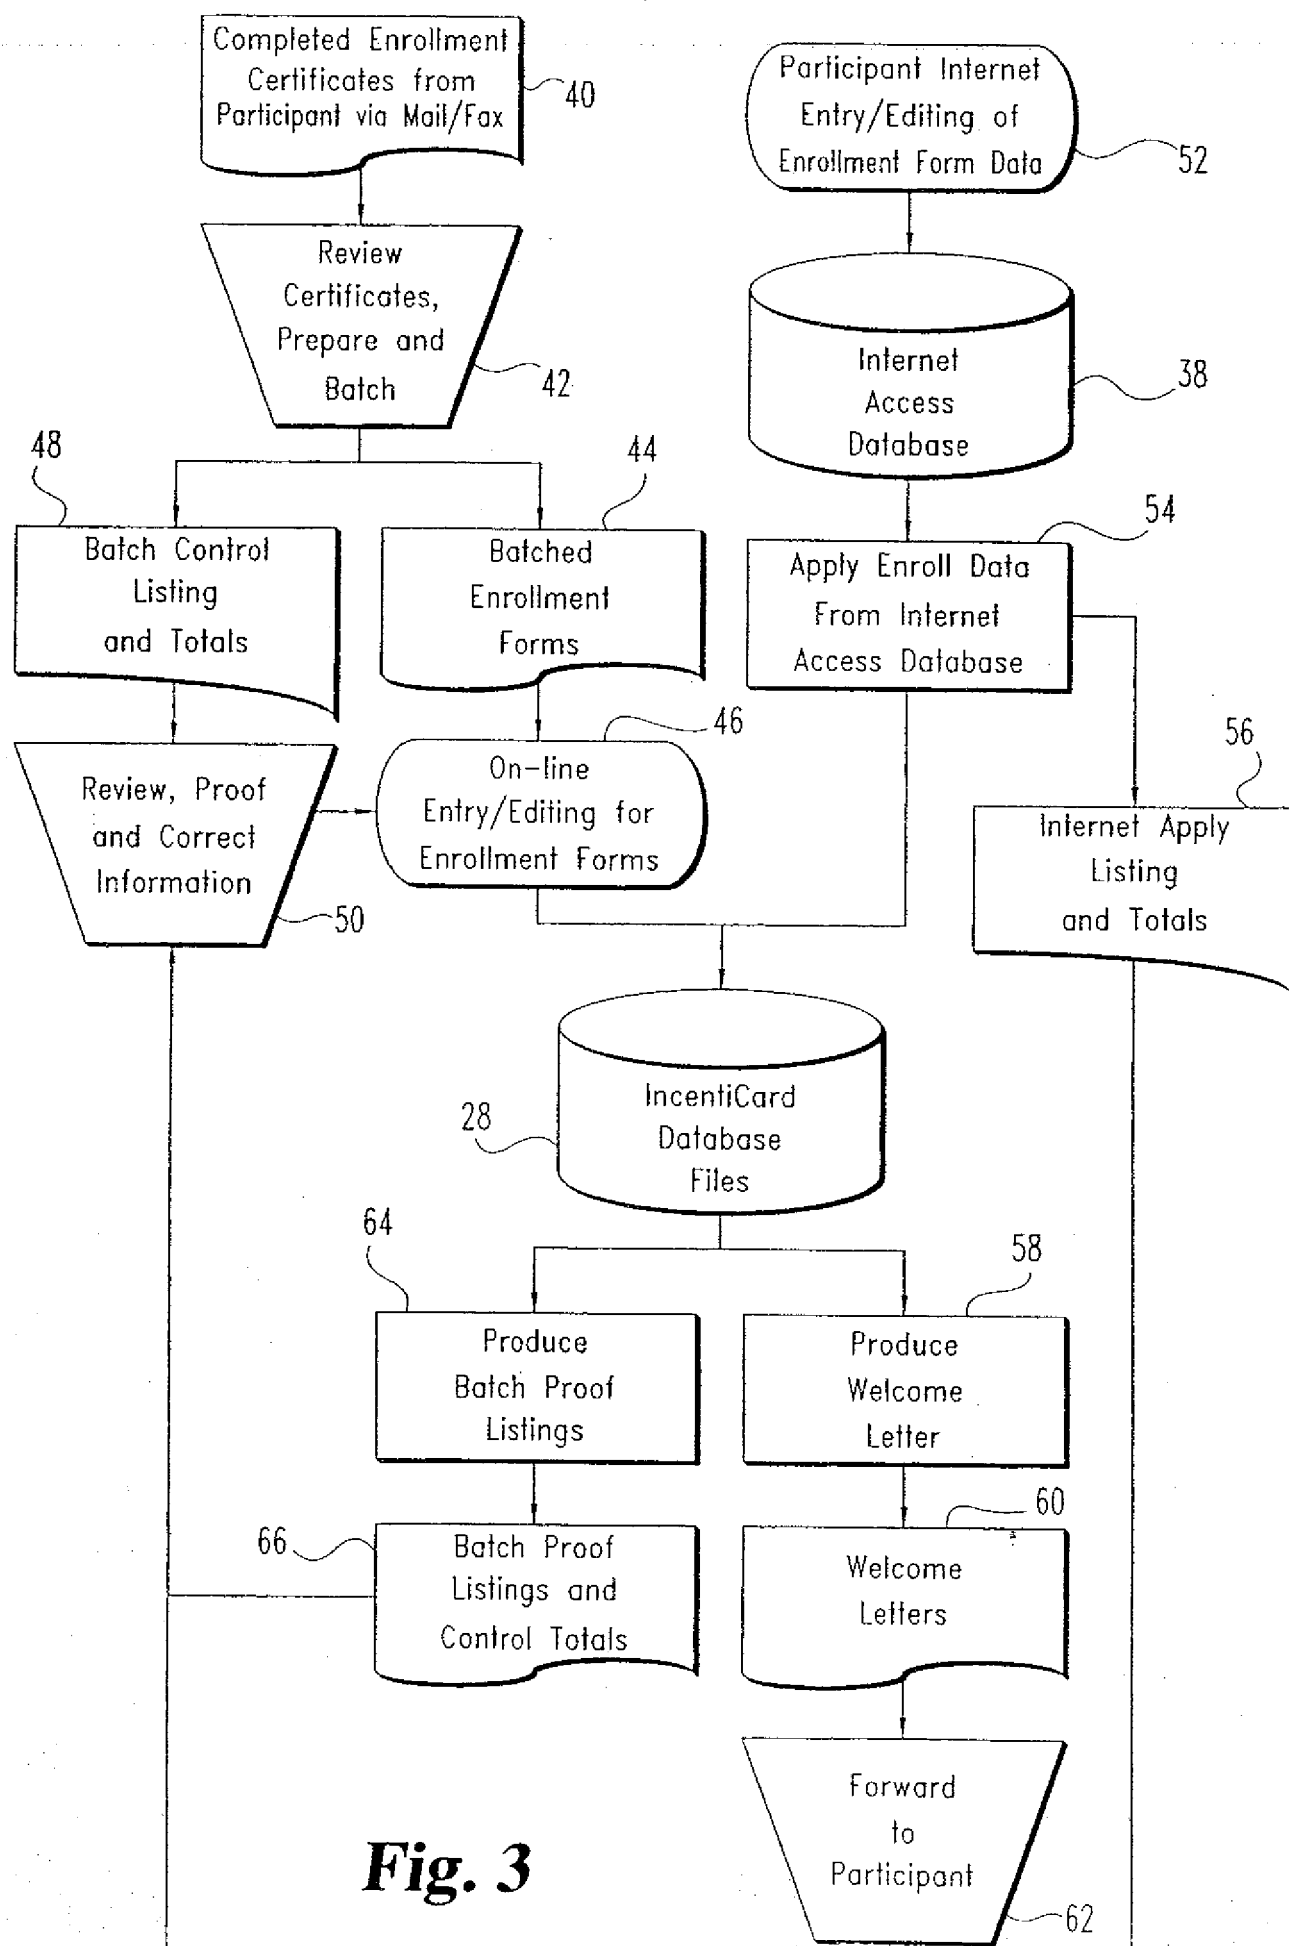 Completed Enrollment
Certificates from
Participant via Mail/Fax
40
Participant Internet
Entry/Editing of
Enrollment Form Data
52
Review
Certificates,
Prepare and
Batch
42
Internet
Access
Database
38
48
Batch Control
Listing
and Totals
44
Batched
Enrollment
Forms
54
Apply Enroll Data
From Internet
Access Database
Review, Proof
and Correct
Information
50
46
On-line
Entry/Editing for
Enrollment Forms
56
Internet Apply
Listing
and Totals
28
IncentiCard
Database
Files
64
Produce
Batch Proof
Listings
58
Produce
Welcome
Letter
66
Batch Proof
Listings and
Control Totals
60
Welcome
Letters
Forward
to
Participant
62
Fig. 3